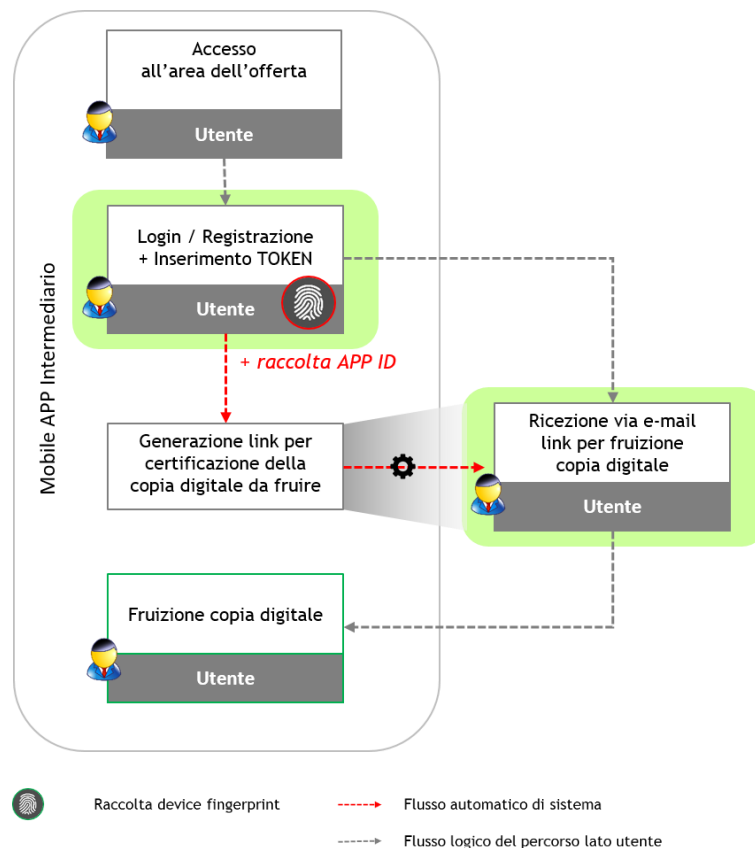 Accesso
all'area dell'offerta
Utente
Mobile APP Intermediario
Login / Registrazione
+ Inserimento TOKEN
Utente
+ raccolta APP ID
Generazione link per
certificazione della
copia digitale da fruire
Ricezione via e-mail
link per fruizione
copia digitale
Utente
Fruizione copia digitale
Utente
Raccolta device fingerprint
Flusso automatico di sistema
Flusso logico del percorso lato utente